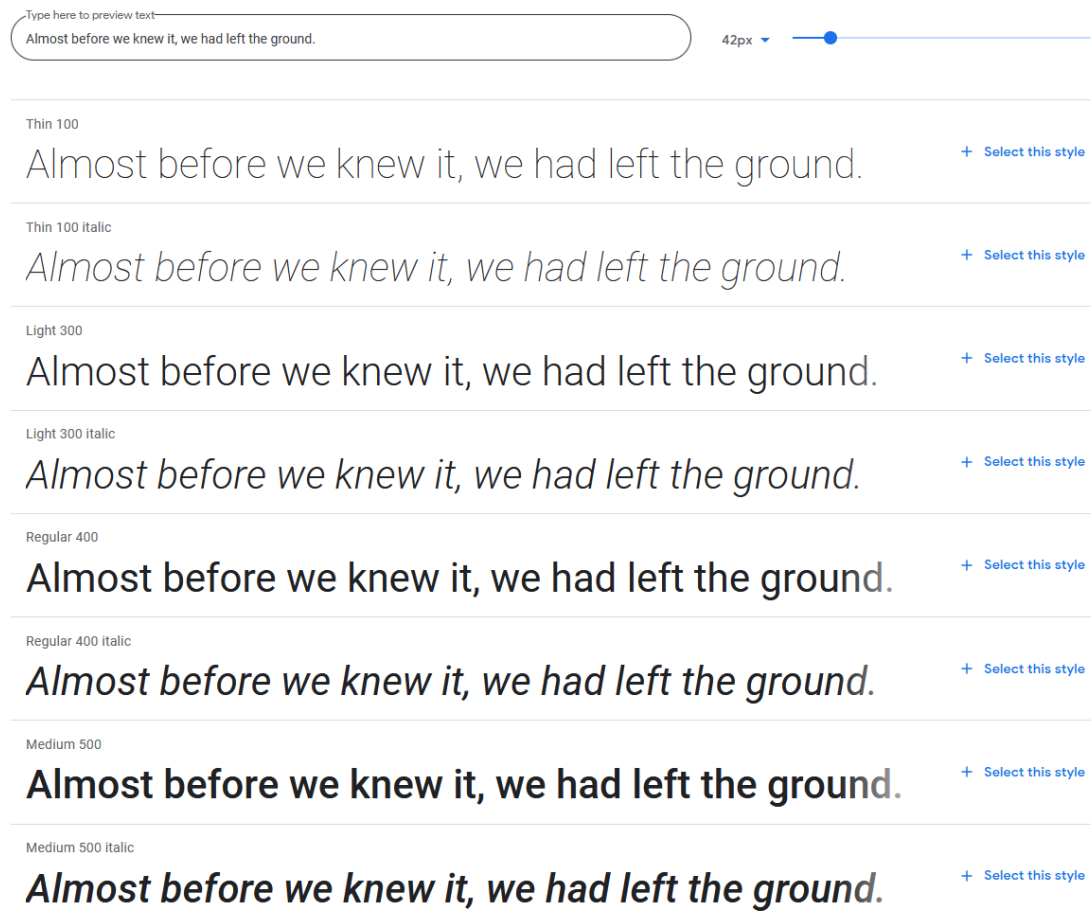 Type here to preview text
Almost before we knew it, we had left the ground.
42px
Thin 100
Almost before we knew it, we had left the ground.
+ Select this style
Thin 100 italic
Almost before we knew it, we had left the ground.
+ Select this style
Light 300
Almost before we knew it, we had left the ground.
+ Select this style
Light 300 italic
Almost before we knew it, we had left the ground.
+ Select this style
Regular 400
Almost before we knew it, we had left the ground.
+ Select this style
Regular 400 italic
Almost before we knew it, we had left the ground.
+ Select this style
Medium 500
Almost before we knew it, we had left the ground.
+ Select this style
Medium 500 italic
Almost before we knew it, we had left the ground.
+ Select this style